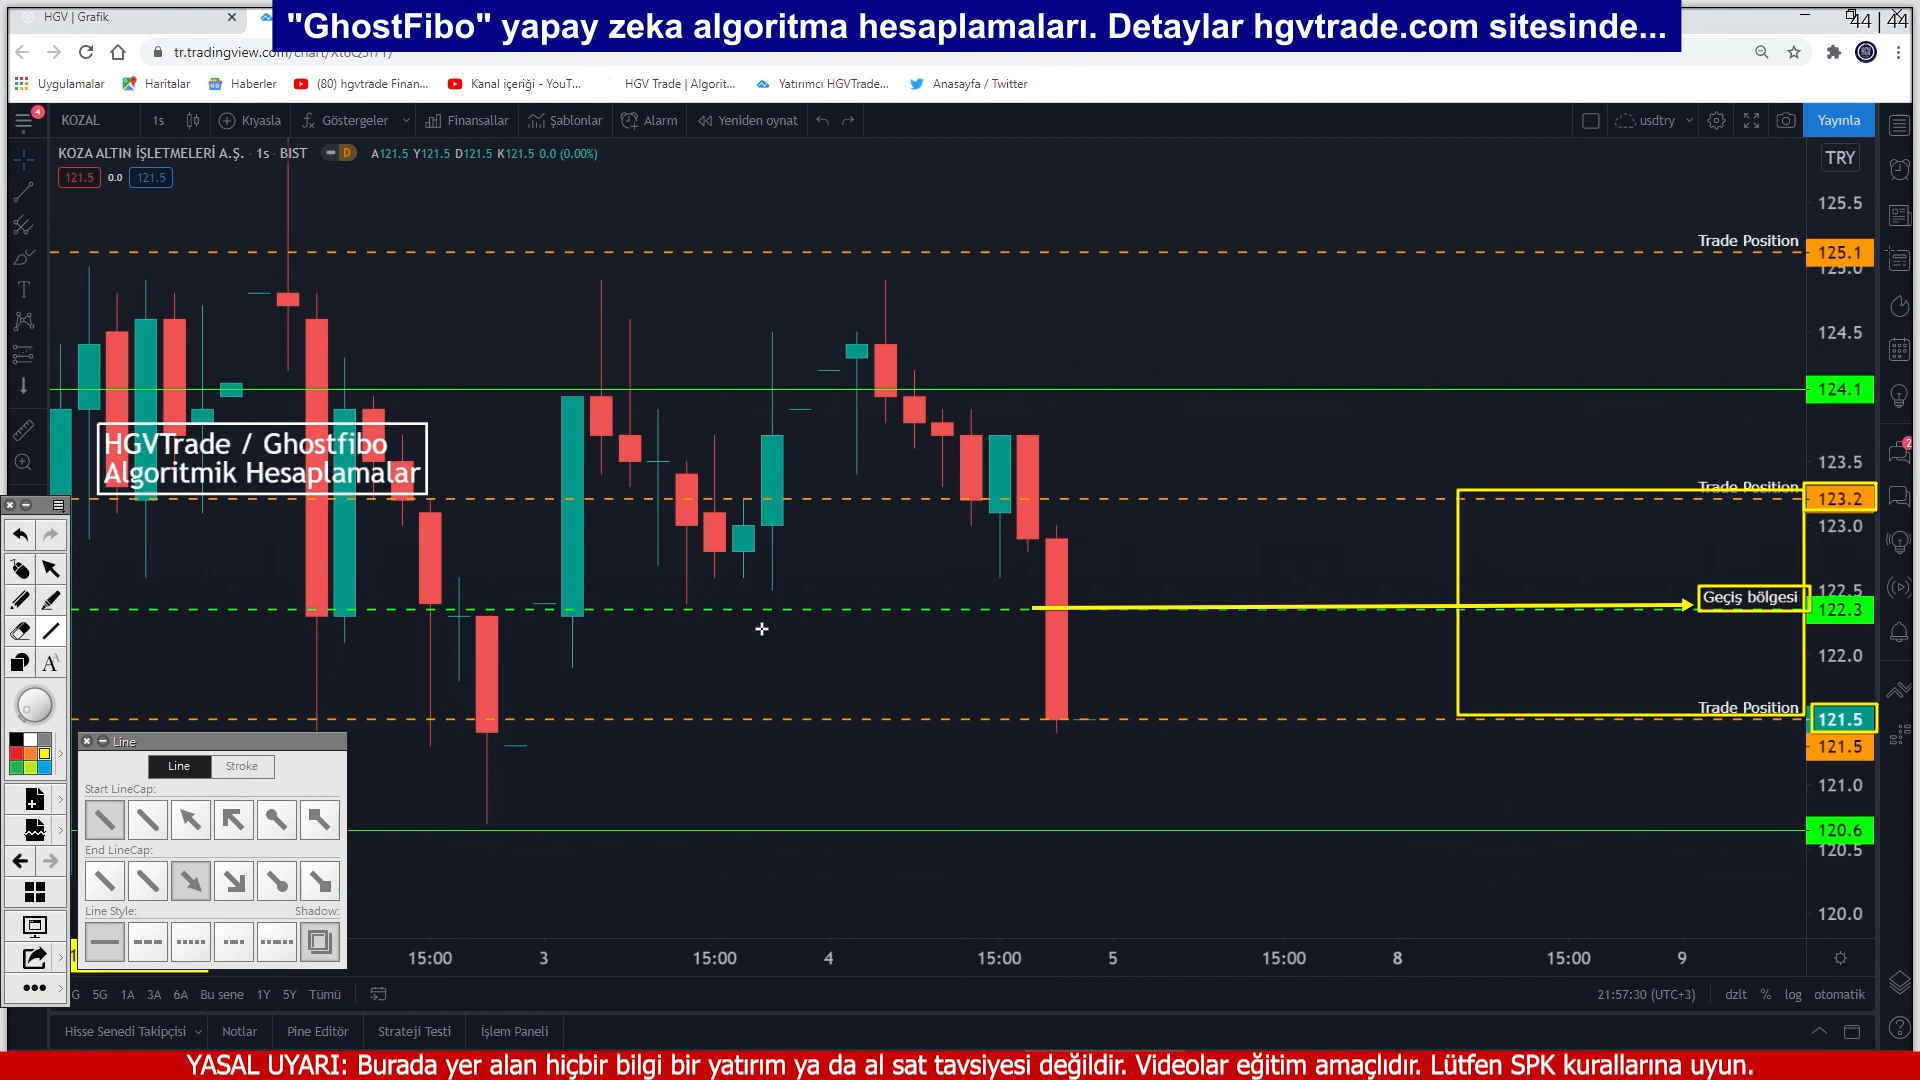 HGV | Grafik
"GhostFibo" yapay zeka algoritma hesaplamaları. Detaylar hgvtrade.com sitesinde...
44 | 44
Uygulamalar
Haritalar
Haberler
(80) hgvtrade Finan...
Kanal içeriği - YouT...
HGV Trade | Algorit...
Yatırımcı HGVTrade...
Anasayfa / Twitter
4
KOZAL
1s
Kıyasla
Göstergeler
Finansallar
Şablonlar
Alarm
Yeniden oynat
usdtry
Yayınla
KOZA ALTIN İŞLETMELERİ A.Ş. · 1s · BIST
D
A121.5 Y121.5 D121.5 K121.5 0.0 (0.00%)
121.5 0.0 121.5
TRY
125.5
Trade Position
125.1
125.0
124.5
124.1
HGVTrade / Ghostfibo
Algoritmik Hesaplamalar
123.5
2
Trade Position
123.2
123.0
122.5
Geçiş bölgesi
122.3
122.0
Trade Position
121.5
121.5
121.0
120.6
120.5
120.0
Line
Line
Stroke
Start LineCap:
End LineCap:
Line Style:
Shadow:
15:00
3
15:00
4
15:00
5
15:00
8
15:00
9
G
5G
1A
3A
6A
Bu sene
1Y
5Y
Tümü
21:57:30 (UTC+3)
dzlt
%
log
otomatik
Hisse Senedi Takipçisi
Notlar
Pine Editör
Strateji Testi
İşlem Paneli
YASAL UYARI: Burada yer alan hiçbir bilgi bir yatırım ya da al sat tavsiyesi değildir. Videolar eğitim amaçlıdır. Lütfen SPK kurallarına uyun.